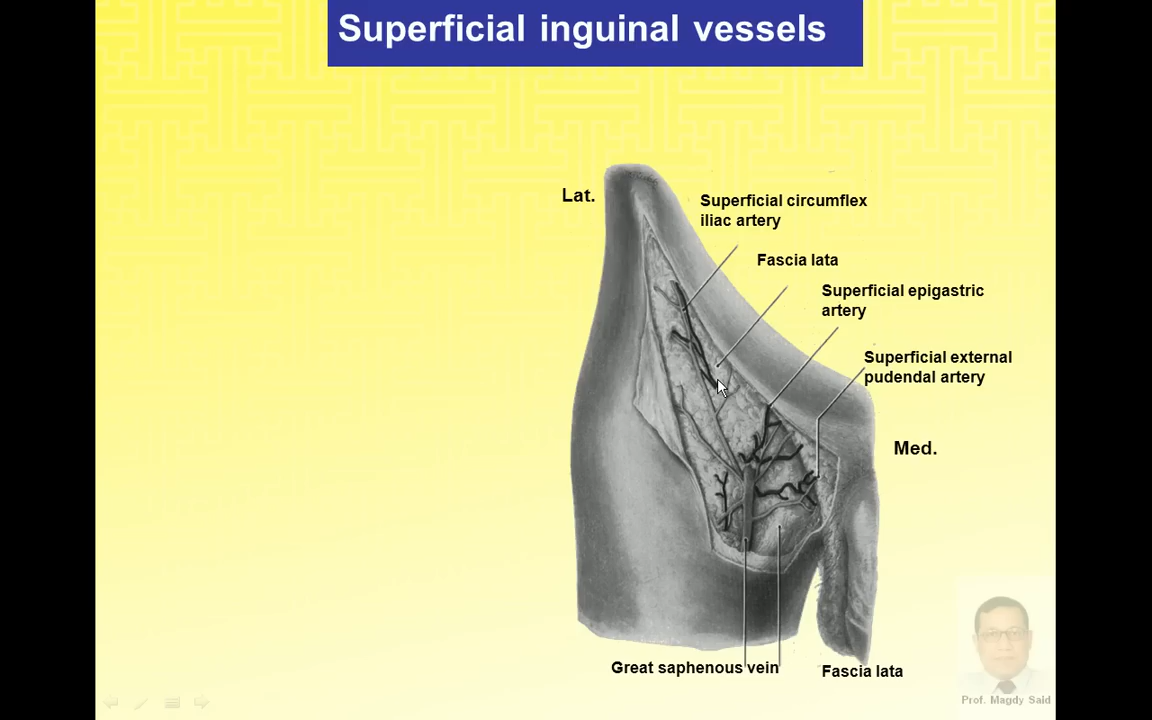 Superficial inguinal vessels
Lat.
Superficial circumflex
iliac artery
Fascia lata
Superficial epigastric
artery
Superficial external
pudendal artery
Med.
Great saphenous vein
Fascia lata
Prof. Magdy Said